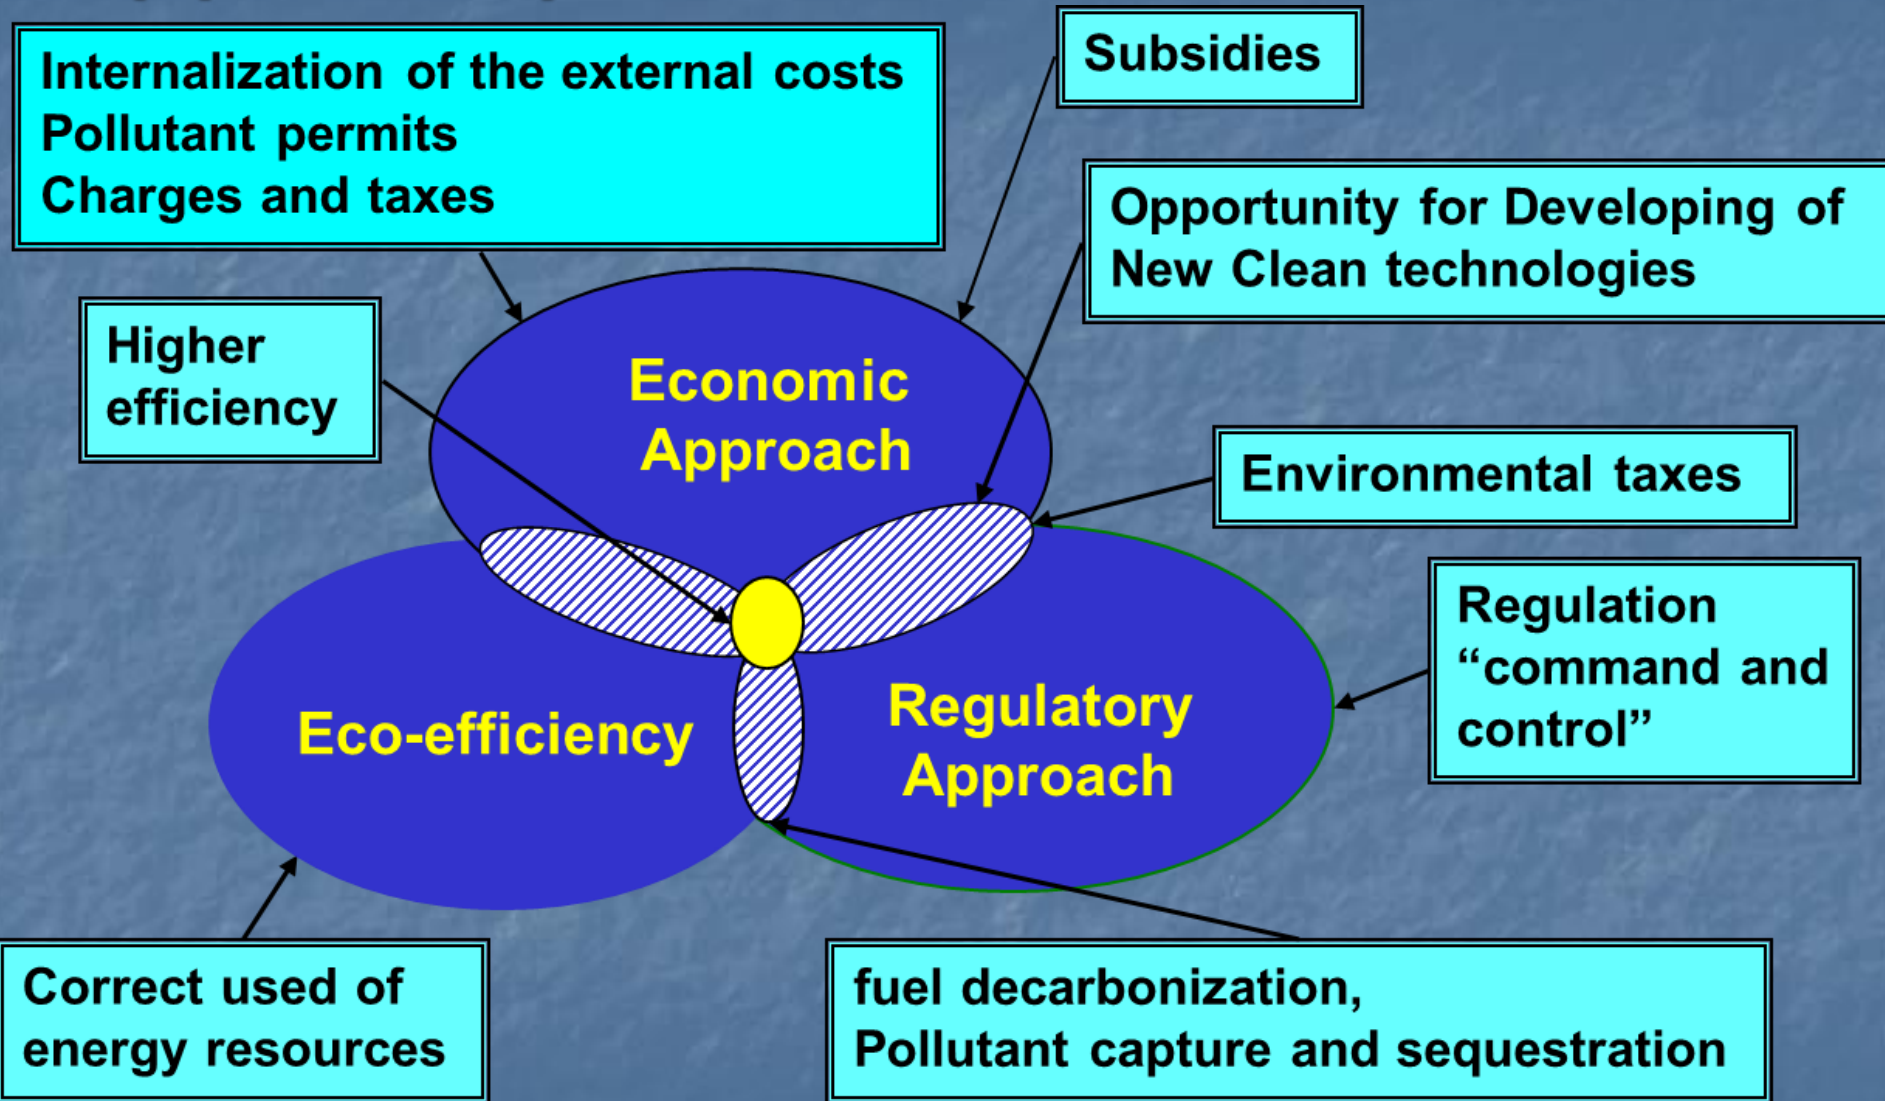 Internalization of the external costs
Pollutant permits
Charges and taxes
Subsidies
Opportunity for Developing of
New Clean technologies
Higher
efficiency
Economic
Approach
Environmental taxes
Regulation
“command and
control”
Eco-efficiency
Regulatory
Approach
Correct used of
energy resources
fuel decarbonization,
Pollutant capture and sequestration